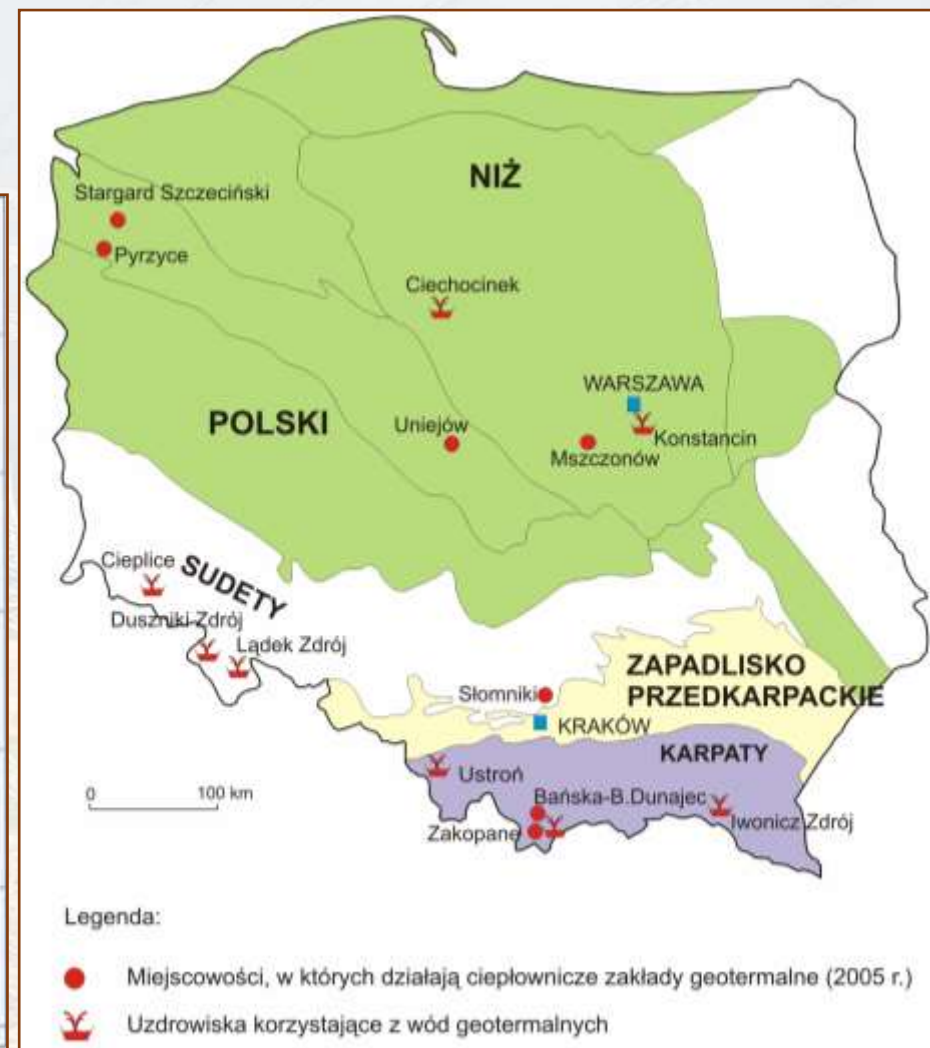 Stargard Szczeciński
Pyrzyce
NIŻ
Ciechocinek
POLSKI
WARSZAWA
Uniejów
Konstancin
Mszczonów
Cieplice
SUDETY
Duszniki Zdrój
Lądek Zdrój
ZAPADLISKO
PRZEDKARPACKIE
Słomniki
KRAKÓW
KARPATY
Ustroń
Bańska-B.Dunajec
Iwonicz Zdrój
Zakopane
0 100 km
Legenda:
Miejscowości, w których działają ciepłownicze zakłady geotermalne (2005 r.)
Uzdrowiska korzystające z wód geotermalnych